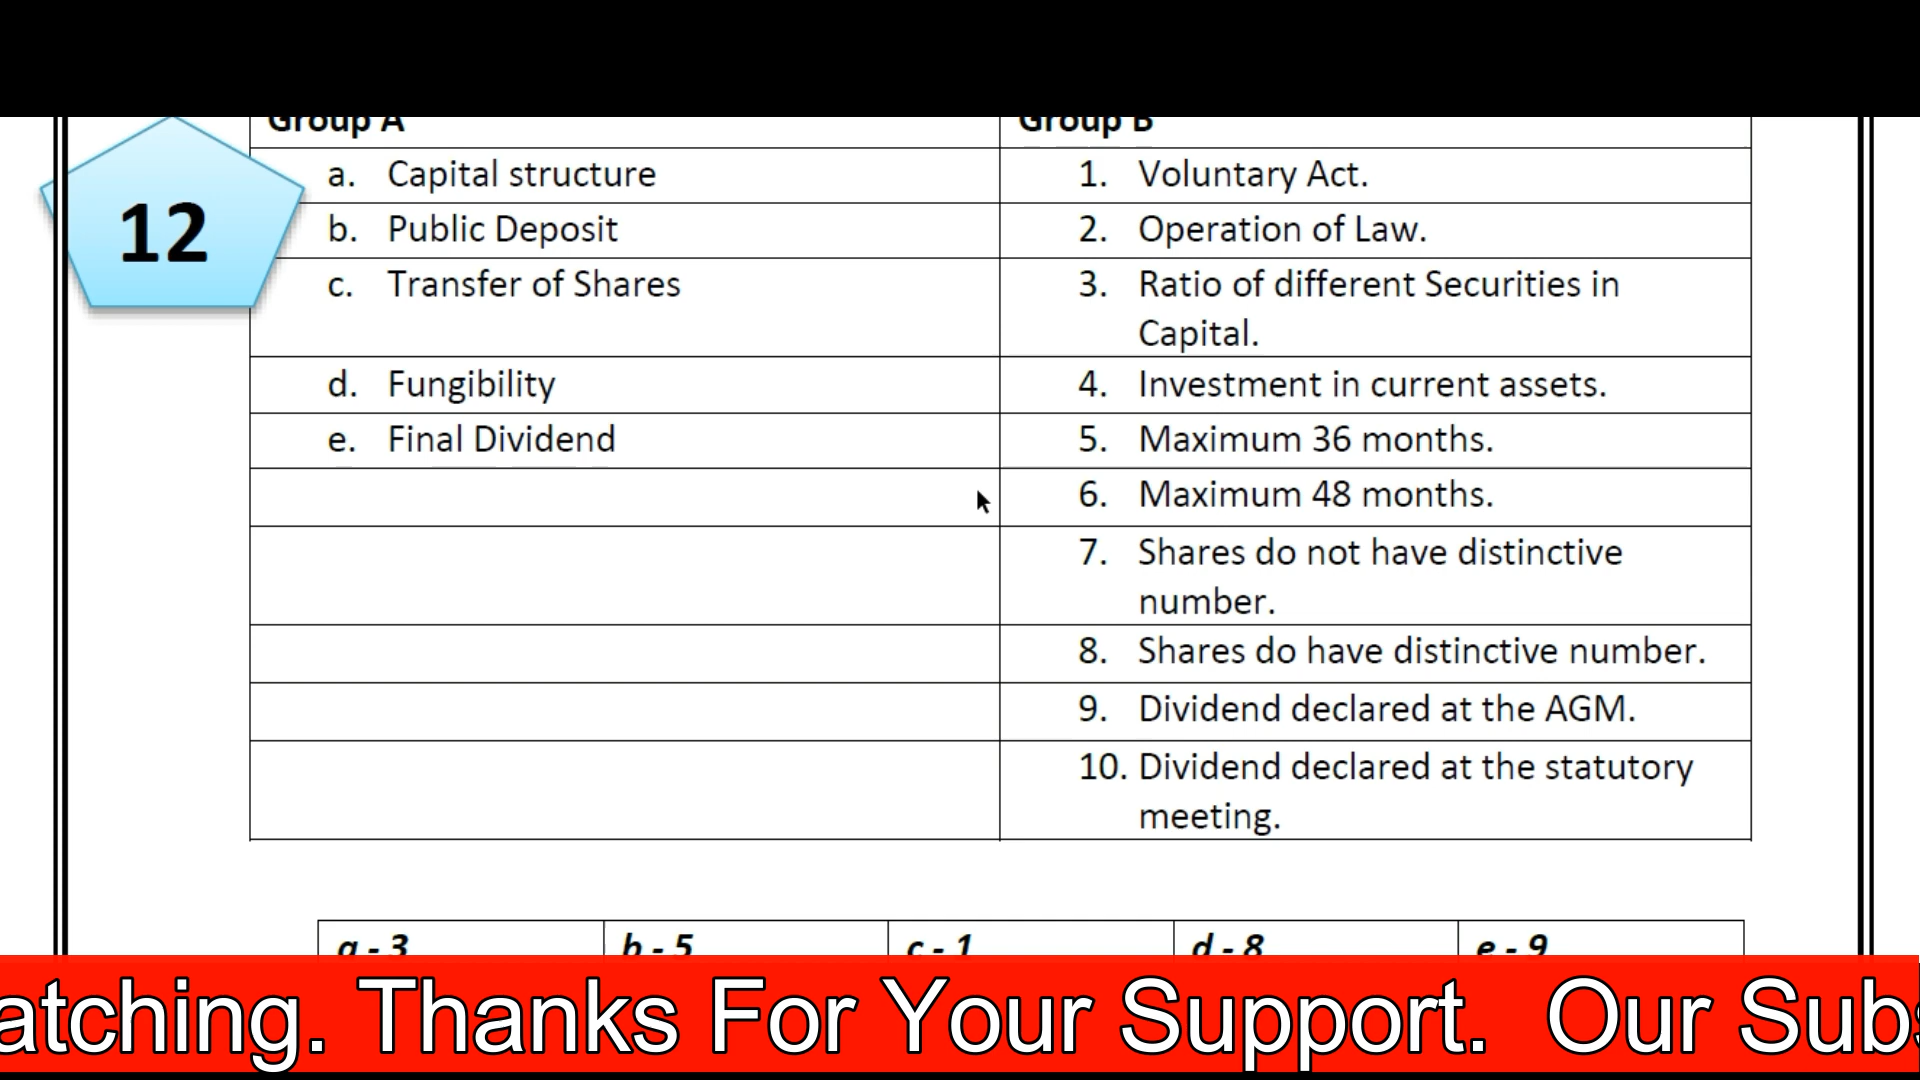 Group A Group B
12
a. Capital structure 1. Voluntary Act.
b. Public Deposit 2. Operation of Law.
c. Transfer of Shares 3. Ratio of different Securities in
Capital.
d. Fungibility 4. Investment in current assets.
e. Final Dividend 5. Maximum 36 months.
6. Maximum 48 months.
7. Shares do not have distinctive
number.
8. Shares do have distinctive number.
9. Dividend declared at the AGM.
10. Dividend declared at the statutory
meeting.
a - 3 b - 5 c - 1 d - 8 e - 9
atching. Thanks For Your Support. Our Subs